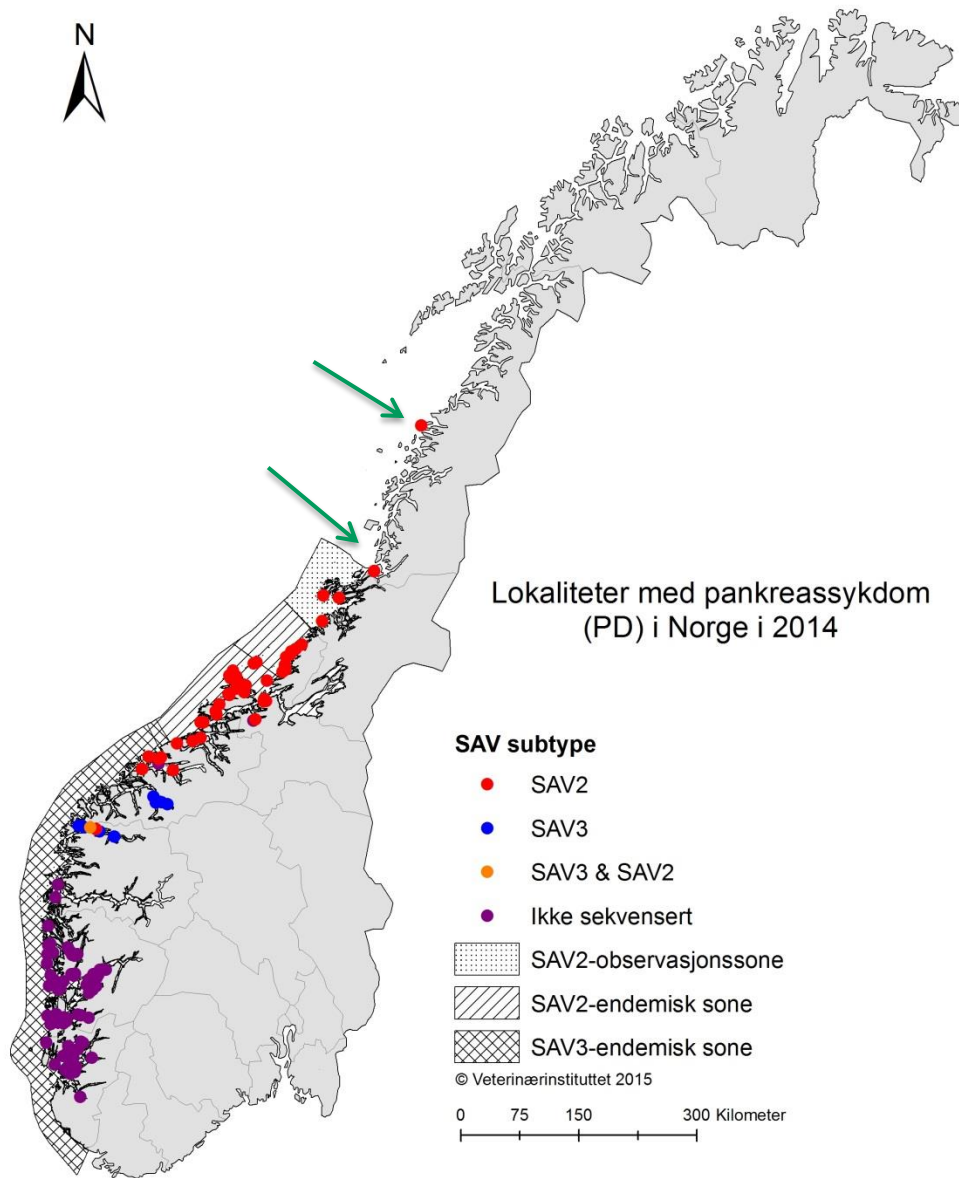 N
Lokaliteter med pankreassykdom
(PD) i Norge i 2014
SAV subtype
SAV2
SAV3
SAV3 & SAV2
Ikke sekvensert
SAV2-observasjonssone
SAV2-endemisk sone
SAV3-endemisk sone
© Veterinærinstituttet 2015
0 75 150 300 Kilometer